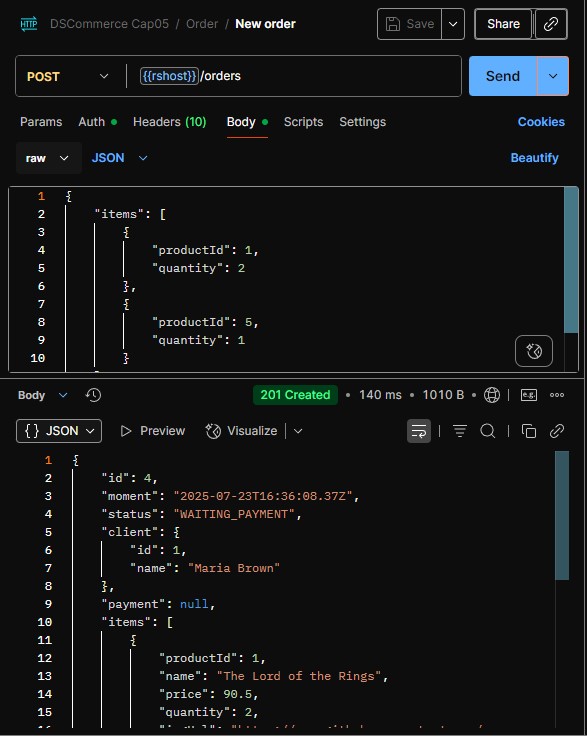 HTTP DSCommerce Cap05 / Order / New order Save Share
POST {{rshost}}/orders Send
Params Auth Headers (10) Body Scripts Settings Cookies
raw JSON Beautify
1 {
2 "items": [
3 {
4 "productId": 1,
5 "quantity": 2
6 },
7 {
8 "productId": 5,
9 "quantity": 1
10 }
Body 201 Created • 140 ms • 1010 B e.g.
{} JSON Preview Visualize
1 {
2 "id": 4,
3 "moment": "2025-07-23T16:36:08.37Z",
4 "status": "WAITING_PAYMENT",
5 "client": {
6 "id": 1,
7 "name": "Maria Brown"
8 },
9 "payment": null,
10 "items": [
11 {
12 "productId": 1,
13 "name": "The Lord of the Rings",
14 "price": 90.5,
15 "quantity": 2,